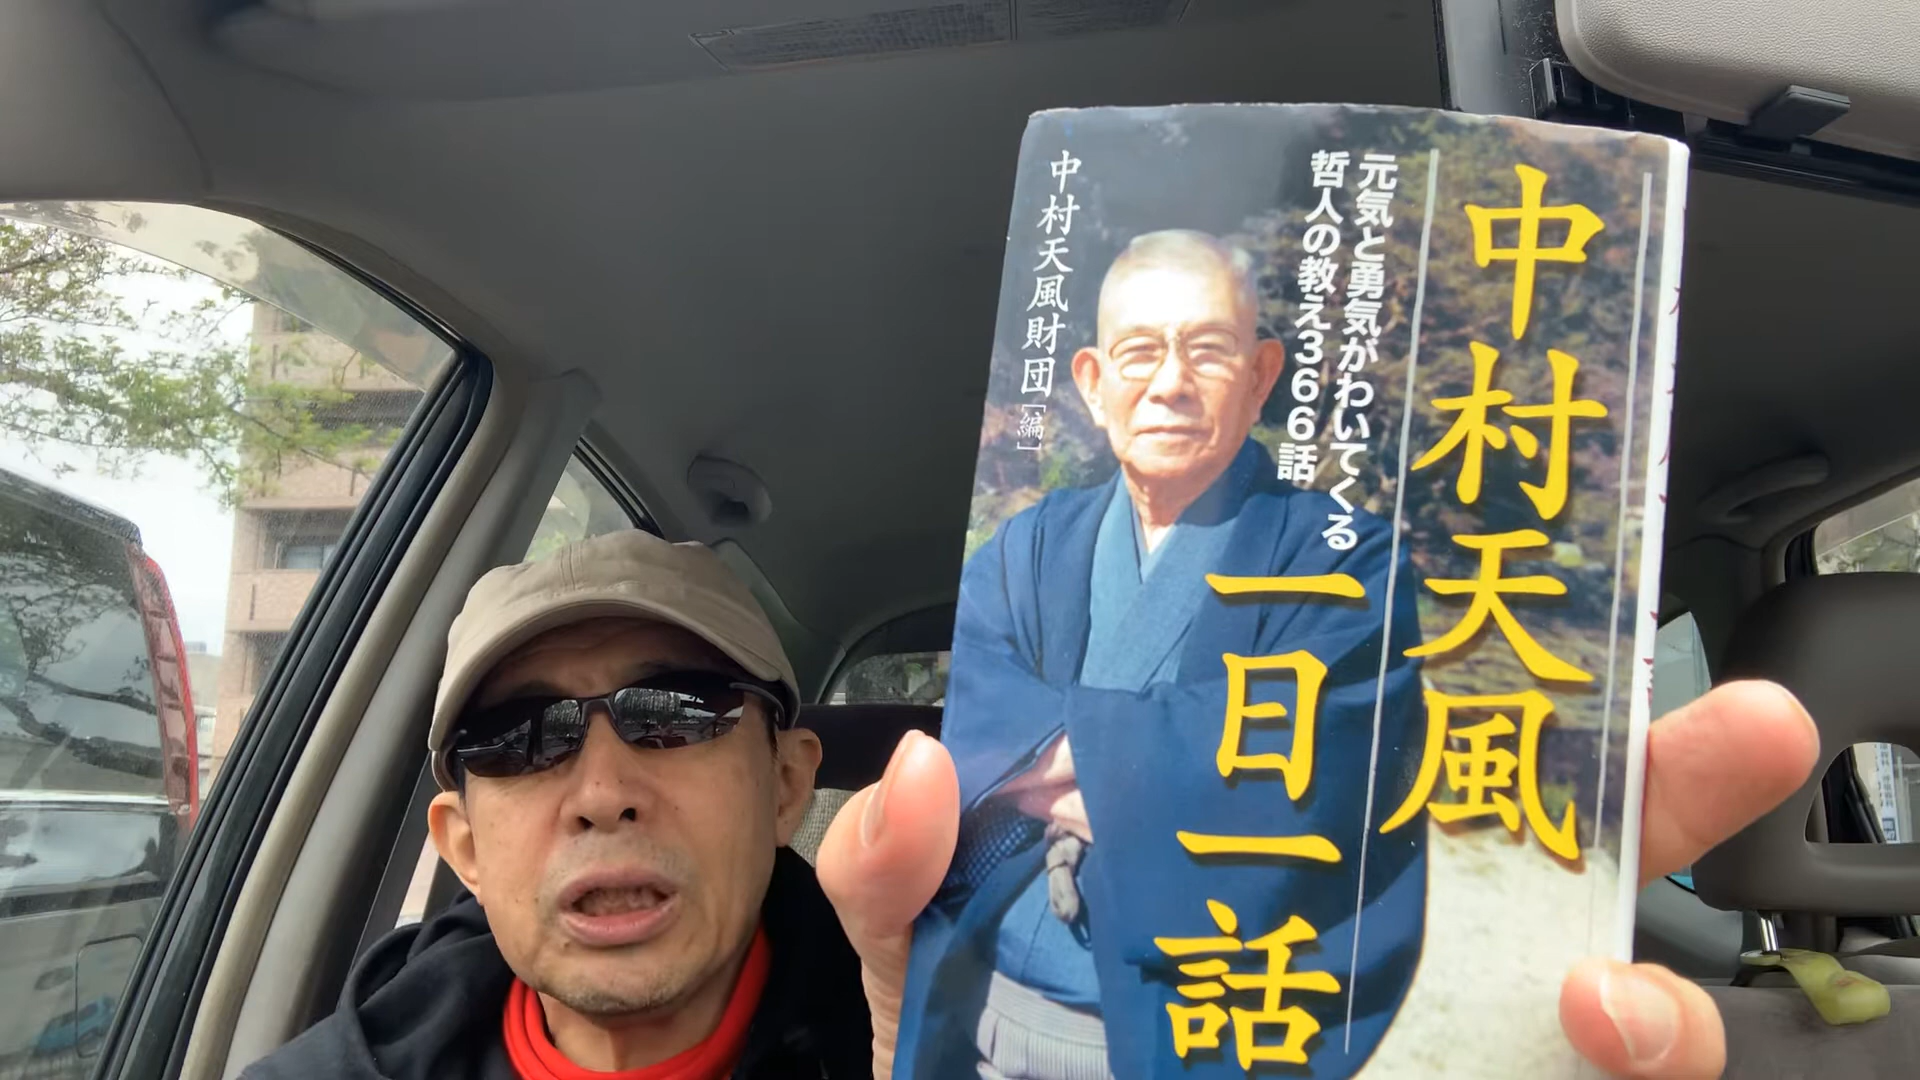 中村天風
一日一話
元気と勇気がわいてくる
哲人の教え366話
中村天風財団［編］